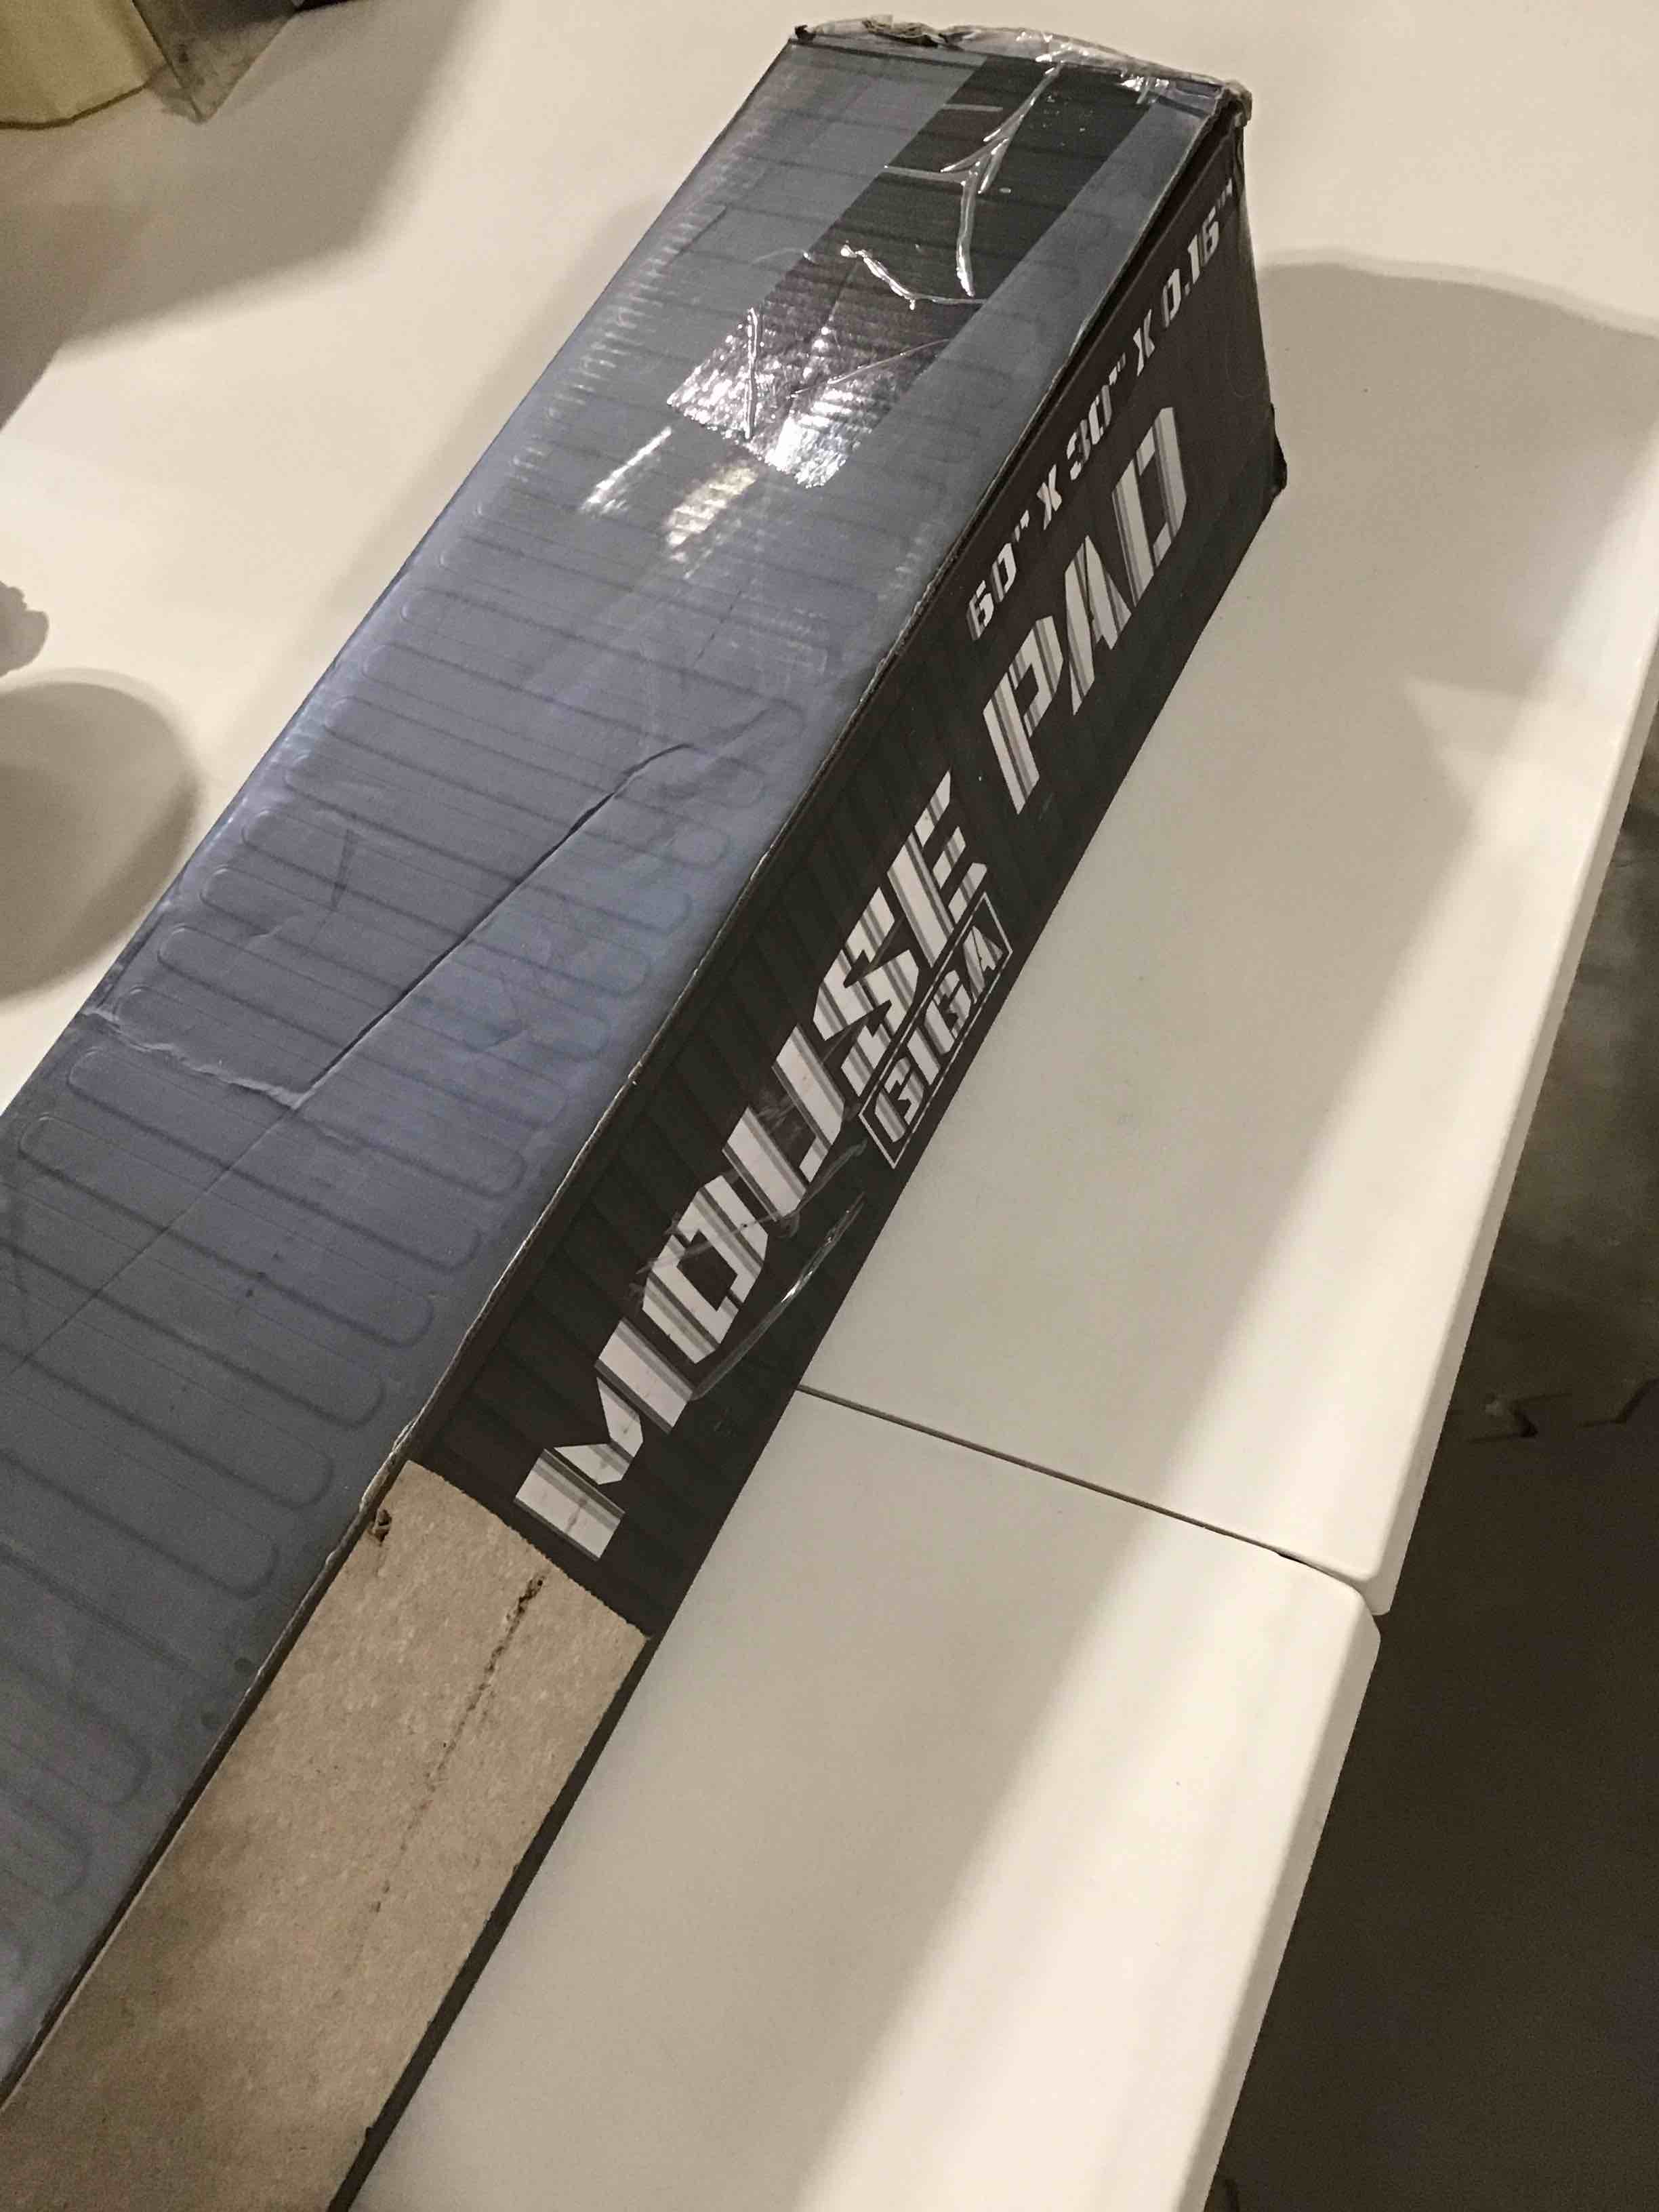 60" X 30" X 0.16"
MOUSE PAD
GIGA